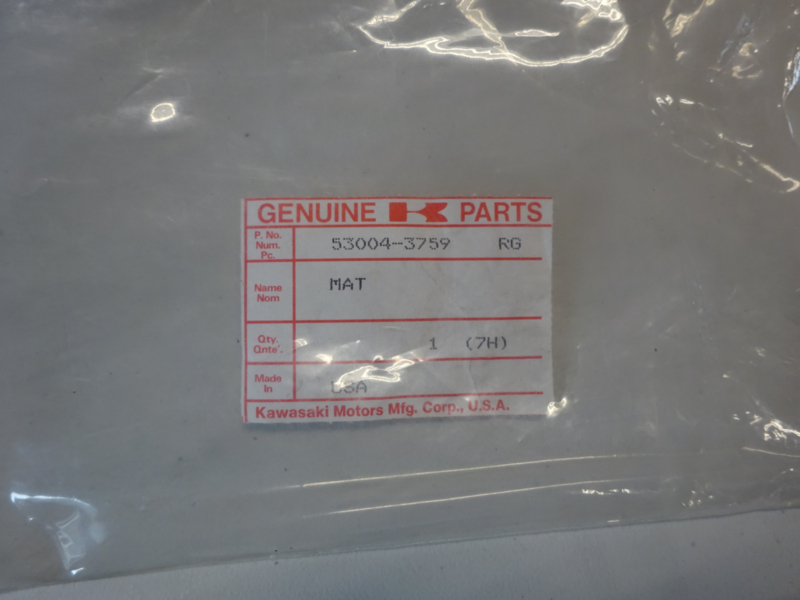 GENUINE PARTS
P. No.
Num.
Pc.
53004-3759 RG
Name
Nom
MAT
Qty.
Qnte'.
1 (7H)
Made
In
USA
Kawasaki Motors Mfg. Corp., U.S.A.